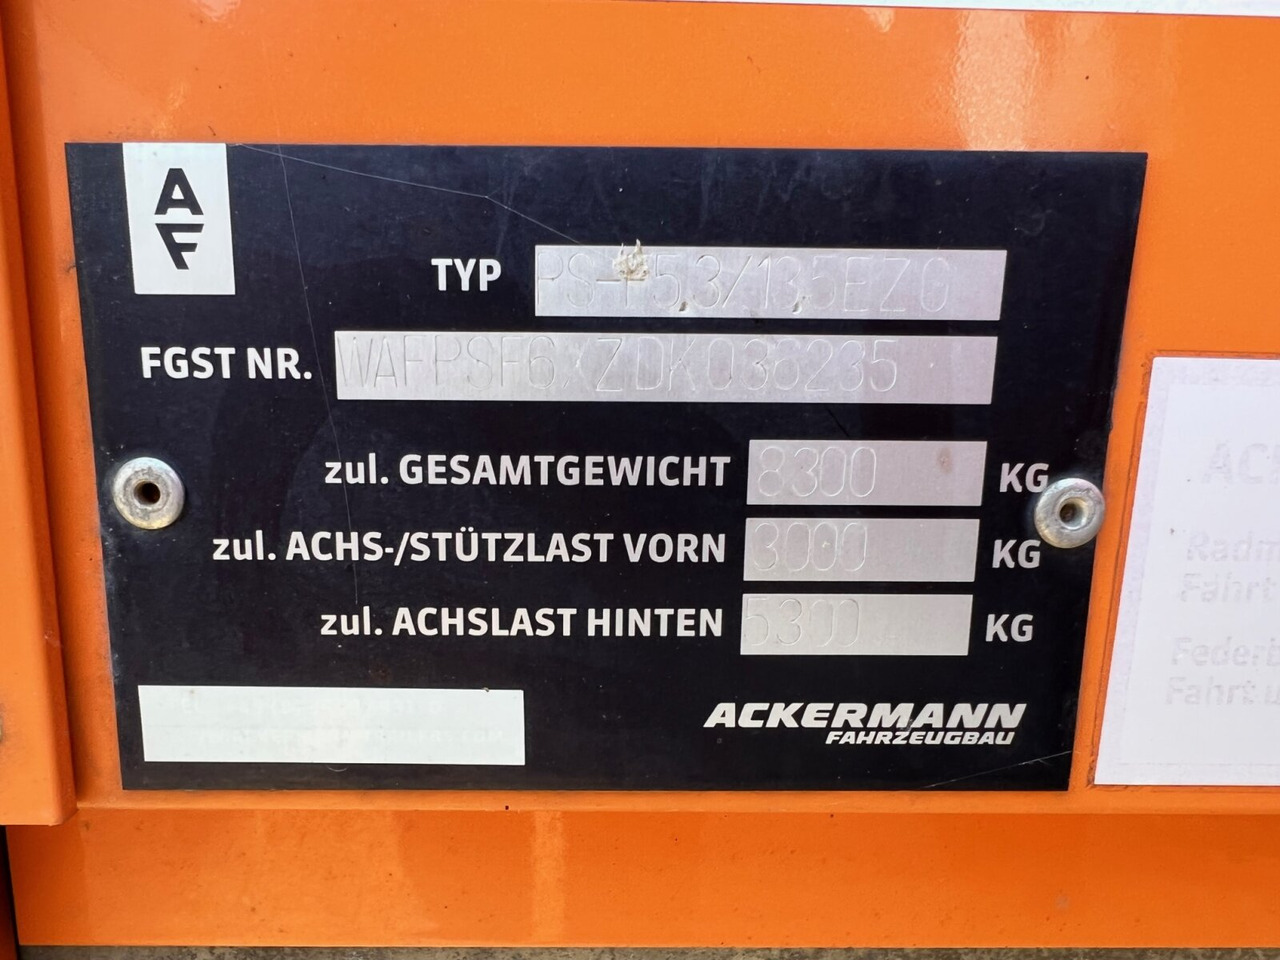 AF
TYP PS-F5,3/13,5EZG
FGST NR. WAFPSF6XZDK036235
zul. GESAMTGEWICHT 8300 KG
zul. ACHS-/STÜTZLAST VORN 3000 KG
zul. ACHSLAST HINTEN 5300 KG
ACKERMANN
FAHRZEUGBAU